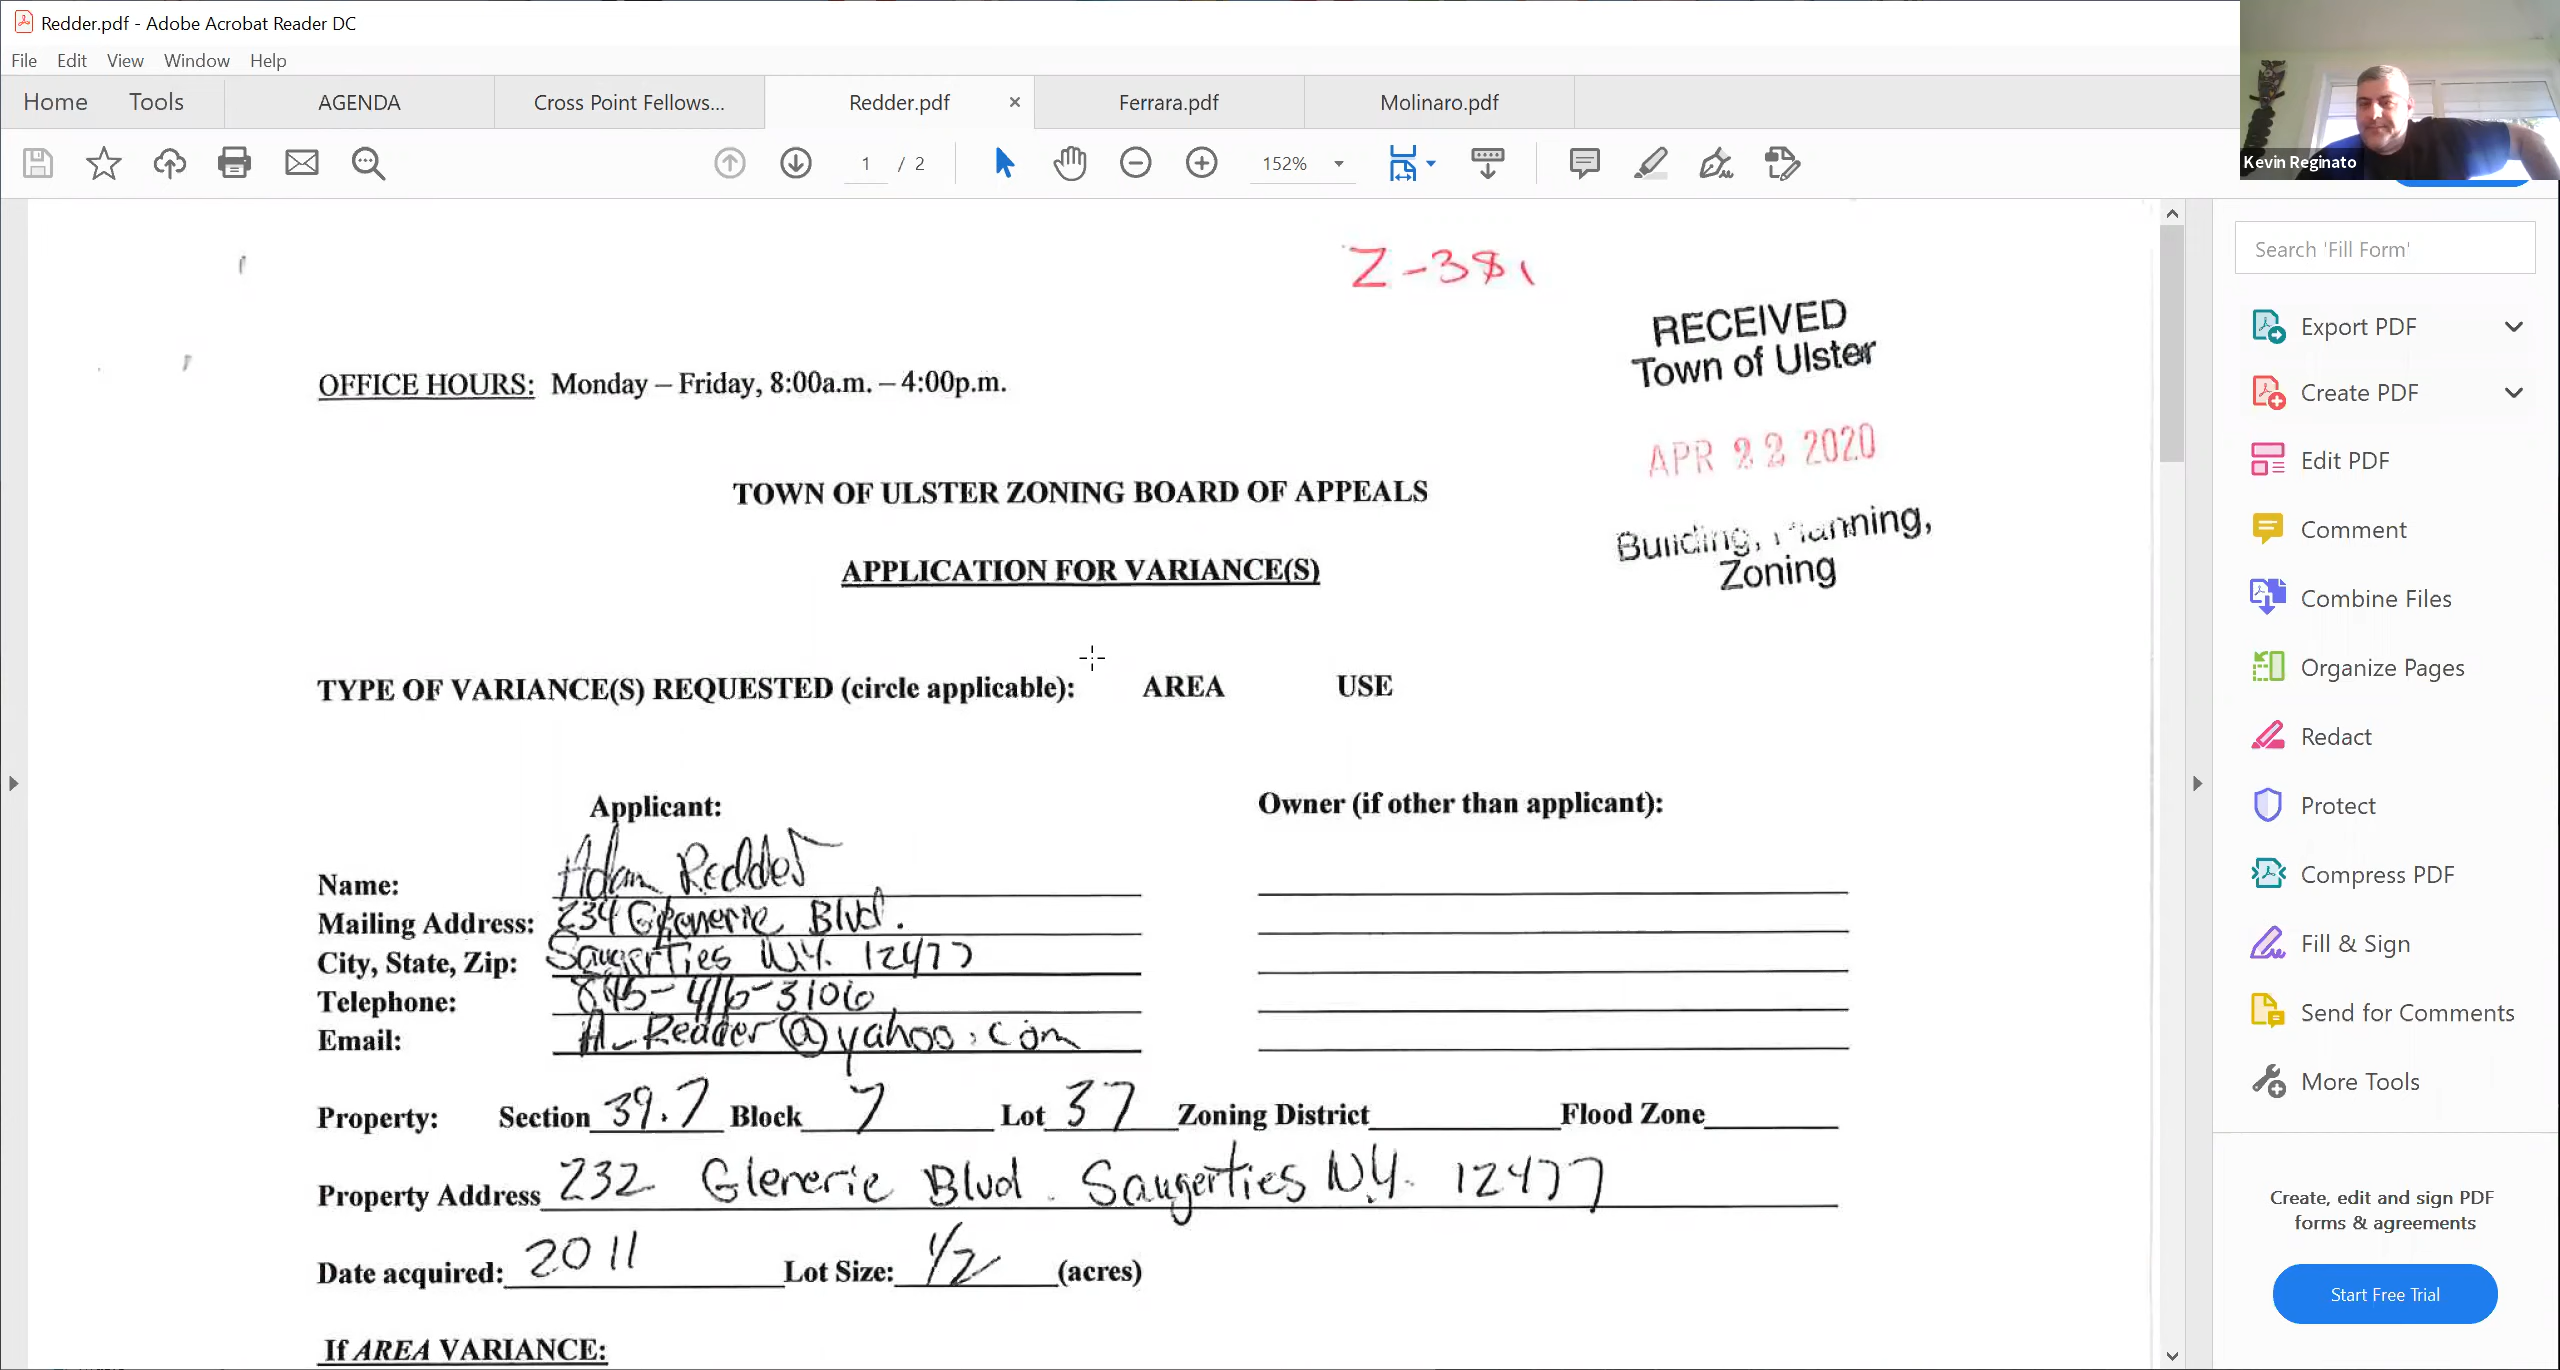 Redder.pdf - Adobe Acrobat Reader DC
File Edit View Window Help
Home Tools AGENDA Cross Point Fellows... Redder.pdf × Ferrara.pdf Molinaro.pdf
1 / 2 152%
Kevin Reginato
Z-381
RECEIVED
Town of Ulster
APR 22 2020
Building, Planning,
Zoning
OFFICE HOURS: Monday – Friday, 8:00a.m. – 4:00p.m.
TOWN OF ULSTER ZONING BOARD OF APPEALS
APPLICATION FOR VARIANCE(S)
TYPE OF VARIANCE(S) REQUESTED (circle applicable): AREA USE
Applicant: Owner (if other than applicant):
Name: Adam Redder
Mailing Address: 234 Glenerie Blvd.
City, State, Zip: Saugerties N.Y. 12477
Telephone: 845-416-3106
Email: A_Redder@yahoo.com
Property: Section 39.7 Block 7 Lot 37 Zoning District Flood Zone
Property Address 232 Glenerie Blvd. Saugerties N.Y. 12477
Date acquired: 2011 Lot Size: 1/2 (acres)
If AREA VARIANCE:
Search 'Fill Form'
Export PDF
Create PDF
Edit PDF
Comment
Combine Files
Organize Pages
Redact
Protect
Compress PDF
Fill & Sign
Send for Comments
More Tools
Create, edit and sign PDF
forms & agreements
Start Free Trial